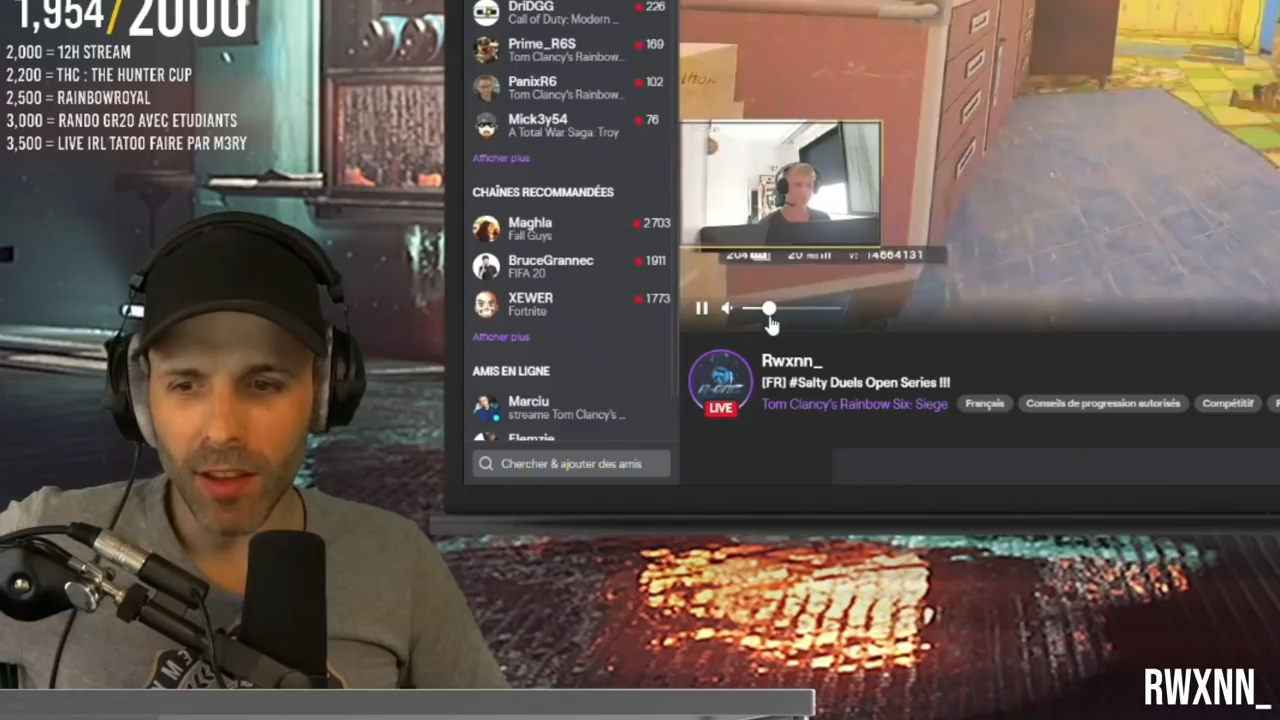 1,954/2000
2,000 = 12H STREAM
2,200 = THC : THE HUNTER CUP
2,500 = RAINBOWROYAL
3,000 = RANDO GR20 AVEC ETUDIANTS
3,500 = LIVE IRL TATOO FAIRE PAR M3RY
DriDGG 226
Call of Duty: Modern ...
Prime_R6S 169
Tom Clancy's Rainbow...
PanixR6 102
Tom Clancy's Rainbow...
Mick3y54 76
A Total War Saga: Troy
Afficher plus
CHAÎNES RECOMMANDÉES
Maghla 2703
Fall Guys
BruceGrannec 1911
FIFA 20
XEWER 1773
Fortnite
Afficher plus
AMIS EN LIGNE
Marciu
streame Tom Clancy's ...
Flemzie
Chercher & ajouter des amis
Rwxnn_
[FR] #Salty Duels Open Series !!!
LIVE
Tom Clancy's Rainbow Six: Siege Français Conseils de progression autorisés Compétitif
RWXNN_